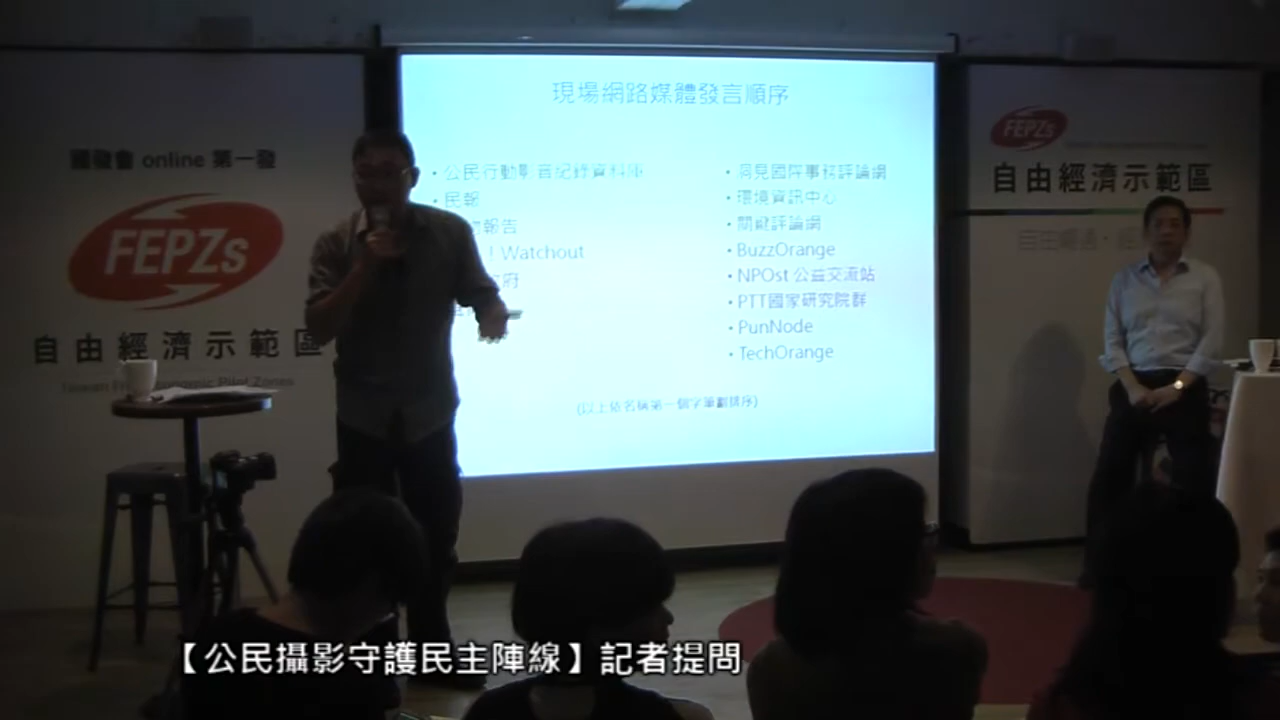 現場網路媒體發言順序
• 公民行動影音紀錄資料庫
• 民報
報告
! Watchout
府
• 洞見國際事務評論網
• 環境資訊中心
• 關鍵評論網
• BuzzOrange
• NPOst 公益交流站
• PTT國家研究院群
• PunNode
• TechOrange
(以上依名稱第一個字筆劃排序)
國發會 online 第一發
FEPZs
自由經濟示範區
FEPZs
自由經濟示範區
【公民攝影守護民主陣線】記者提問